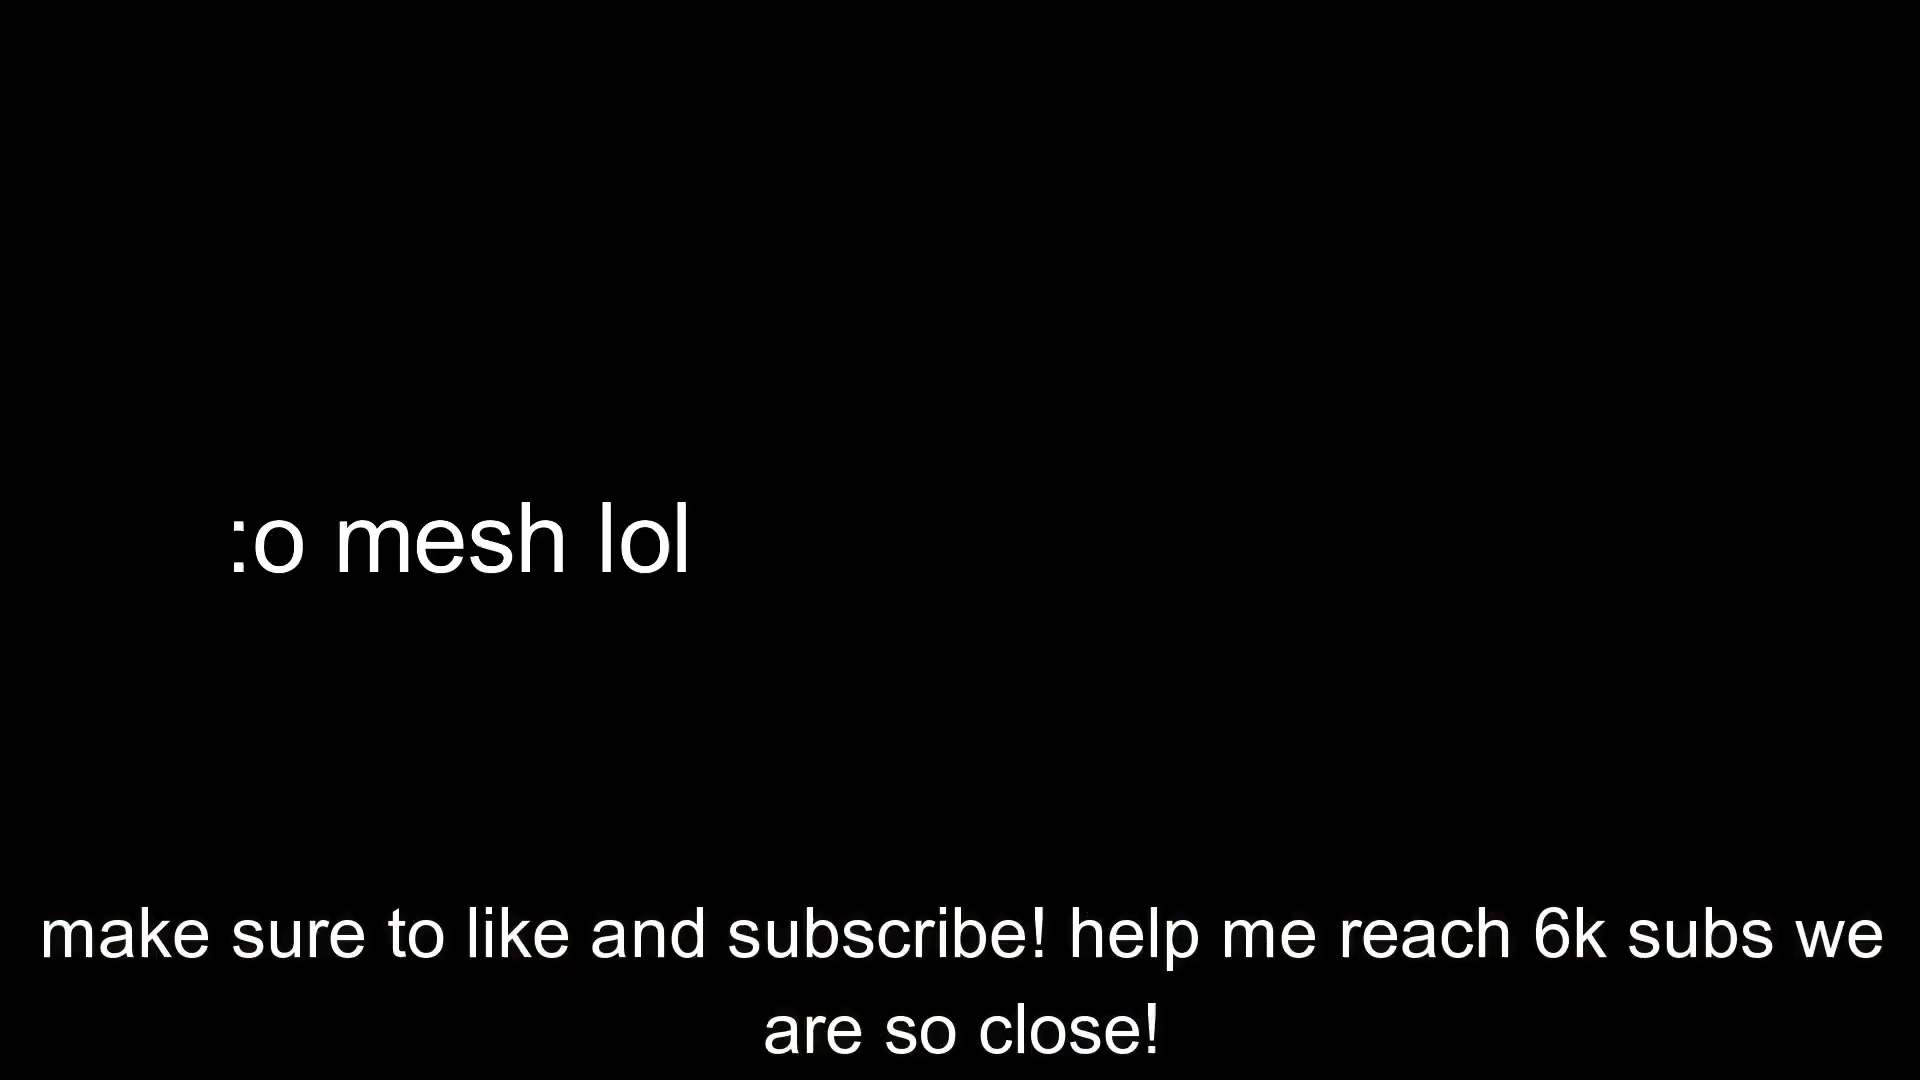 :o mesh lol
make sure to like and subscribe! help me reach 6k subs we
are so close!